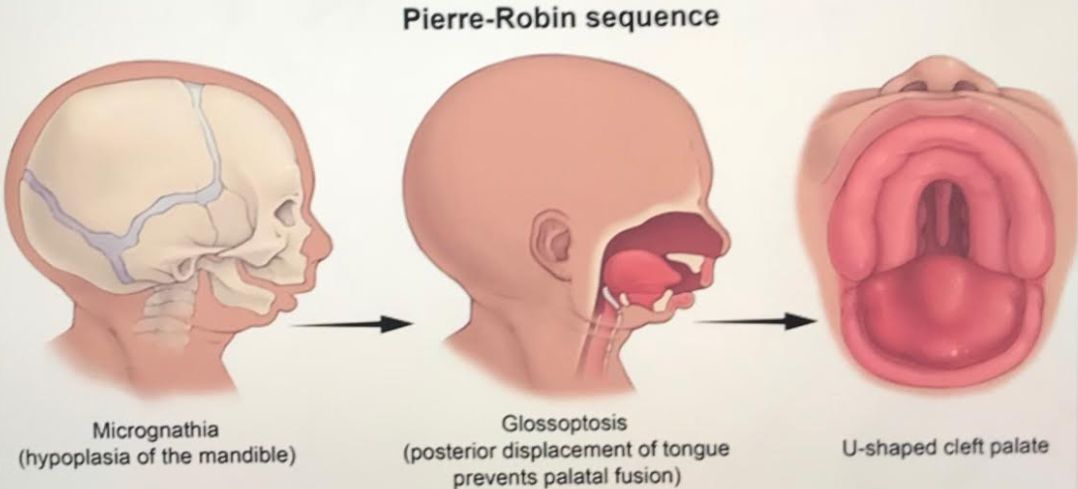 Pierre-Robin sequence
Micrognathia
(hypoplasia of the mandible)
Glossoptosis
(posterior displacement of tongue
prevents palatal fusion)
U-shaped cleft palate